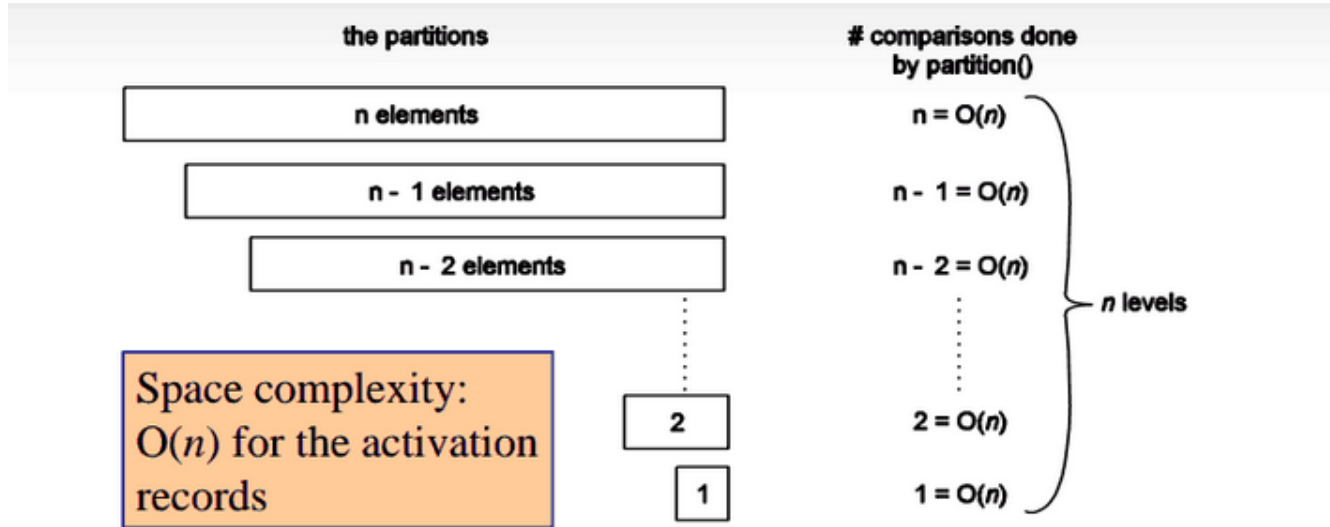 the partitions
# comparisons done
by partition()
n elements
n = O(n)
n - 1 elements
n - 1 = O(n)
n - 2 elements
n - 2 = O(n)
n levels
Space complexity:
O(n) for the activation
records
2
2 = O(n)
1
1 = O(n)